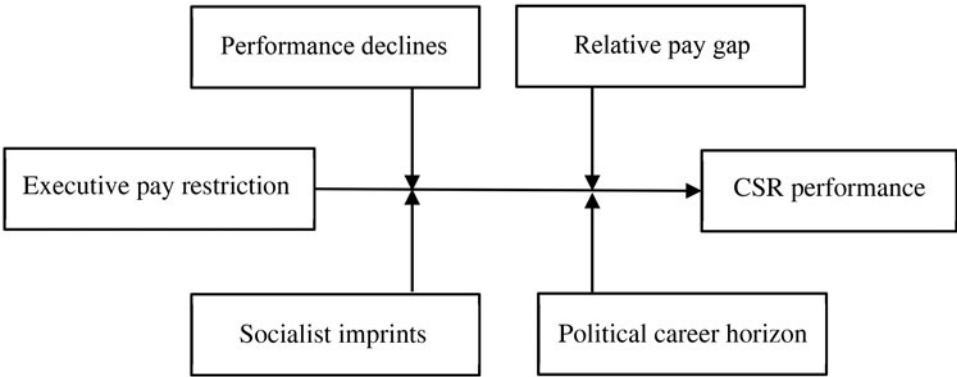 Performance declines
Relative pay gap
Executive pay restriction
CSR performance
Socialist imprints
Political career horizon